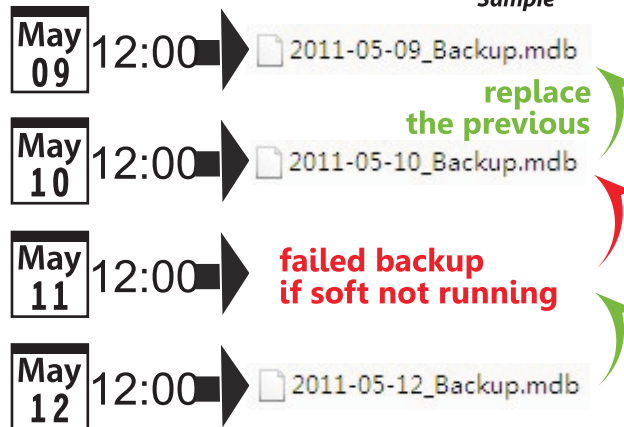 Sample
May
09
12:00
2011-05-09_Backup.mdb
replace
the previous
May
10
12:00
2011-05-10_Backup.mdb
May
11
12:00
failed backup
if soft not running
May
12
12:00
2011-05-12_Backup.mdb